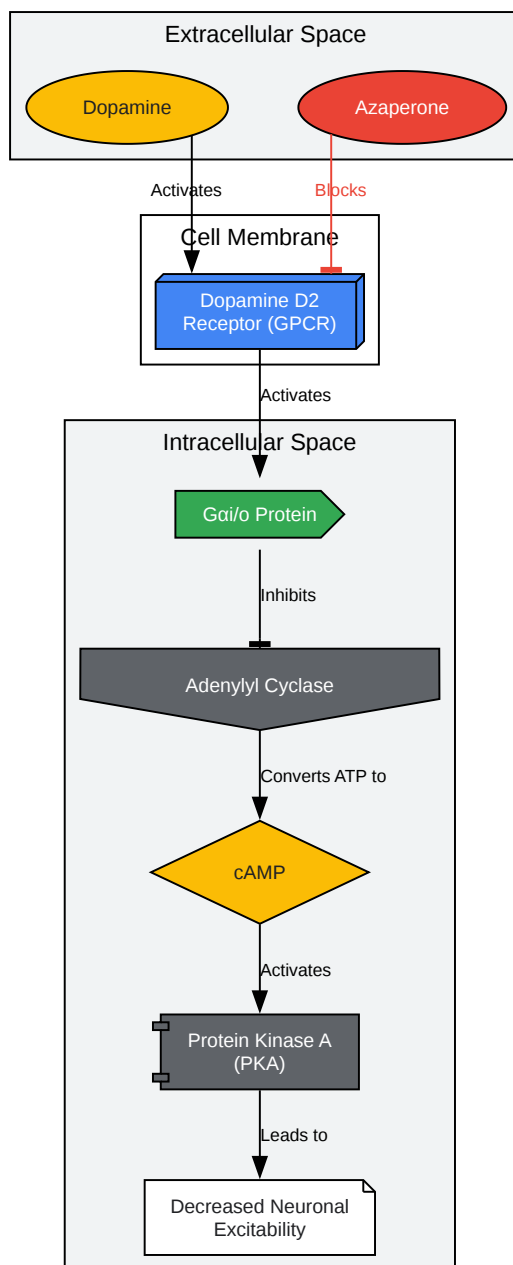 Extracellular Space
Dopamine
Azaperone
Activates
Blocks
Cell Membrane
Dopamine D2
Receptor (GPCR)
Activates
Intracellular Space
Gαi/o Protein
Inhibits
Adenylyl Cyclase
Converts ATP to
cAMP
Activates
Protein Kinase A
(PKA)
Leads to
Decreased Neuronal
Excitability